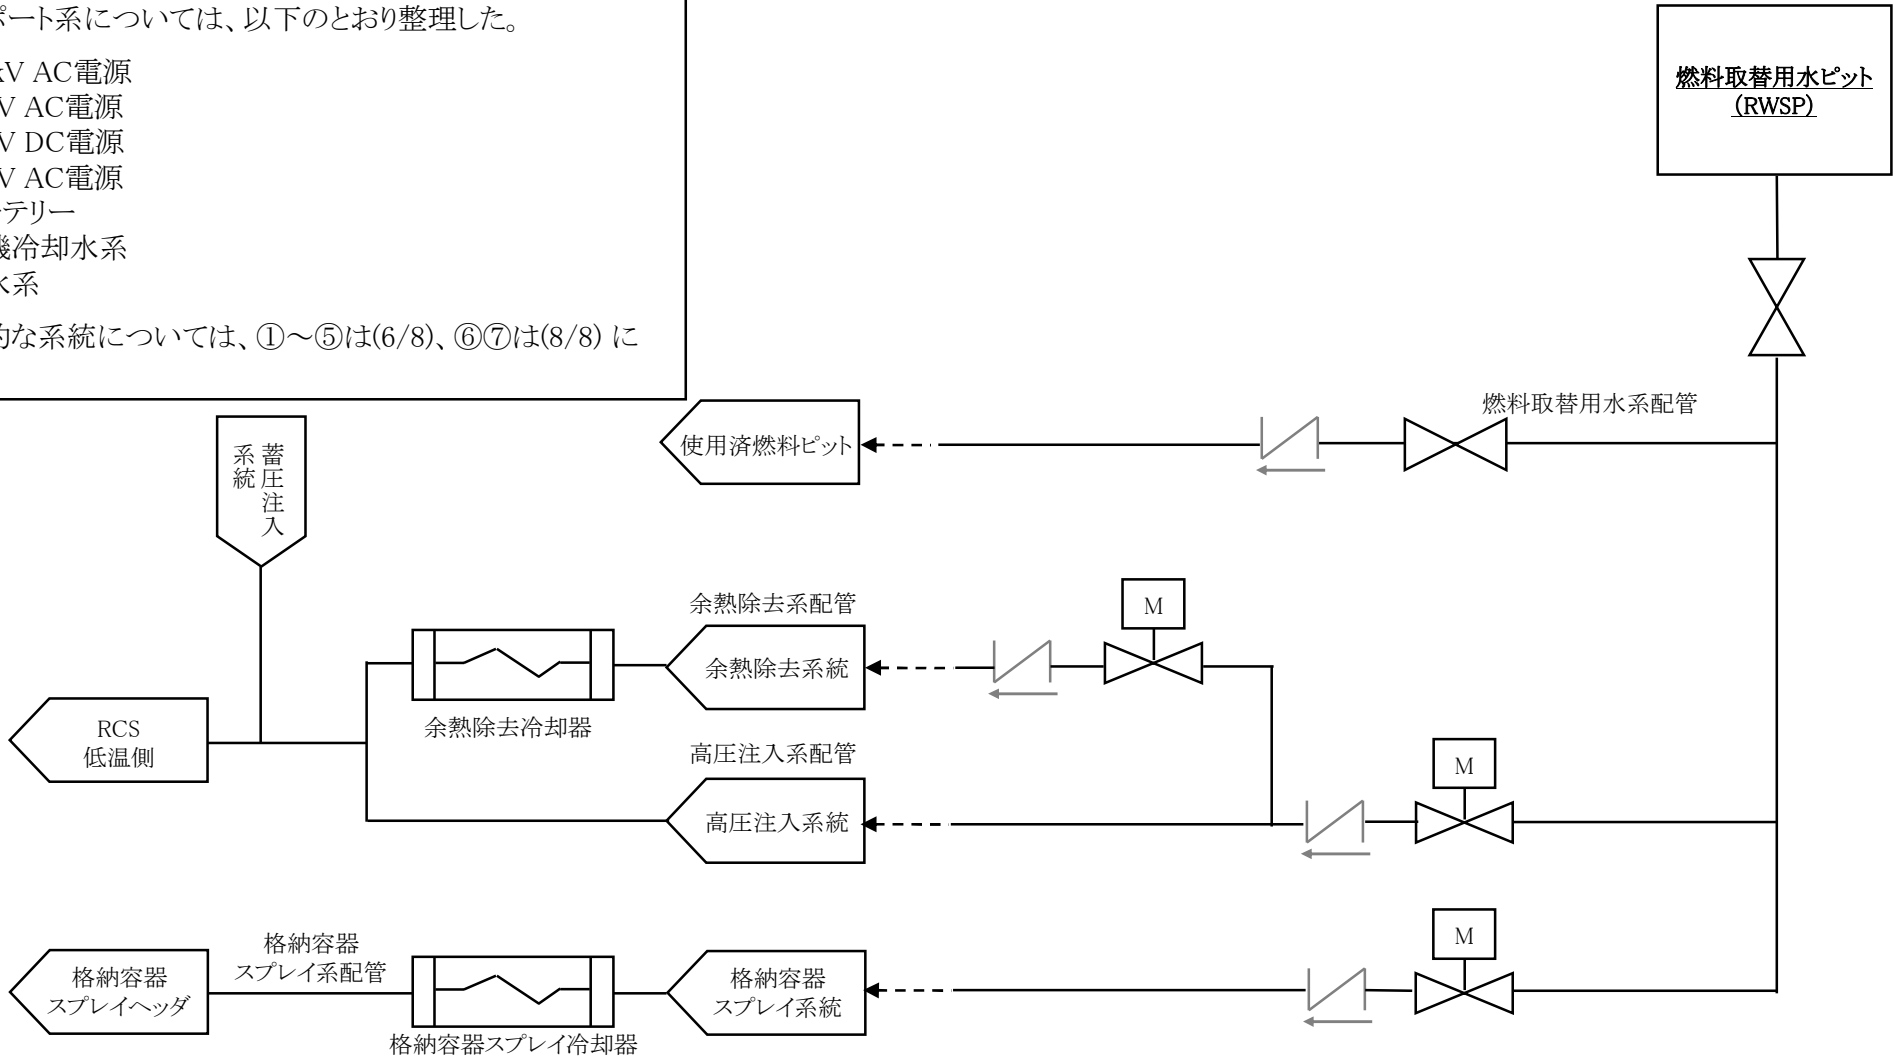 ポート系については、以下のとおり整理した。
kV AC電源
V AC電源
V DC電源
V AC電源
テリー
機冷却水系
水系
的な系統については、①～⑤は(6/8)、⑥⑦は(8/8) に
燃料取替用水ピット
(RWSP)
燃料取替用水系配管
使用済燃料ピット
蓄圧注入
系統
余熱除去系配管
M
余熱除去系統
余熱除去冷却器
RCS
低温側
高圧注入系配管
M
高圧注入系統
M
格納容器
スプレイ系配管
格納容器
スプレイヘッダ
格納容器
スプレイ系統
格納容器スプレイ冷却器